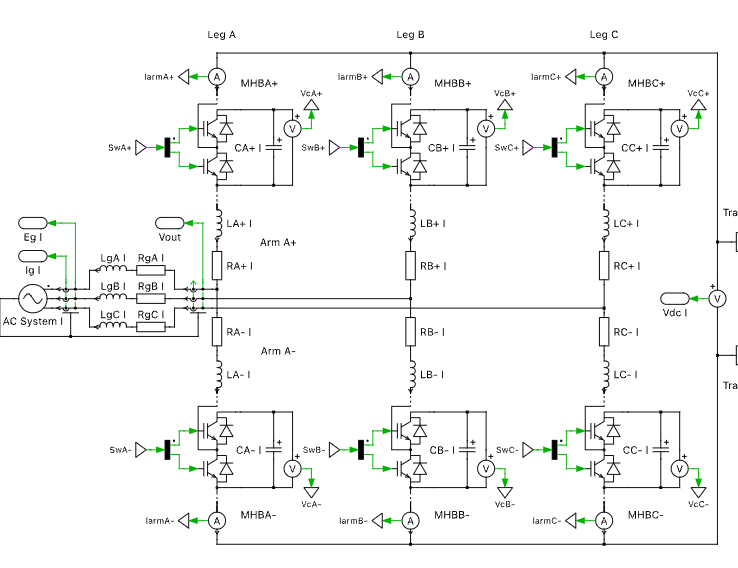 Leg A Leg B Leg C
IarmA+ A MHBA+ IarmB+ A MHBB+ IarmC+ A MHBC+
VcA+ VcB+ VcC+
SwA+ CA+ I V SwB+ CB+ I V SwC+ CC+ I V
LA+ I LB+ I LC+ I
Eg I Vout Arm A+
Ig I LgA I RgA I RA+ I RB+ I RC+ I
Tra
LgB I RgB I
AC System I LgC I RgC I
Vdc I V
RA- I RB- I RC- I
Arm A-
LA- I LB- I LC- I
Tra
SwA- CA- I V SwB- CB- I V SwC- CC- I V
VcA- VcB- VcC-
IarmA- A MHBA- IarmB- A MHBB- IarmC- A MHBC-